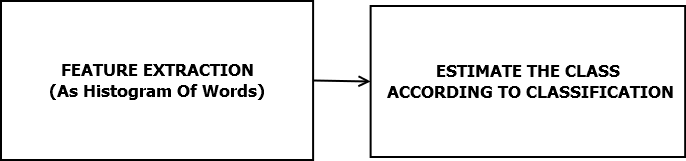 FEATURE EXTRACTION
(As Histogram Of Words)
ESTIMATE THE CLASS
ACCORDING TO CLASSIFICATION